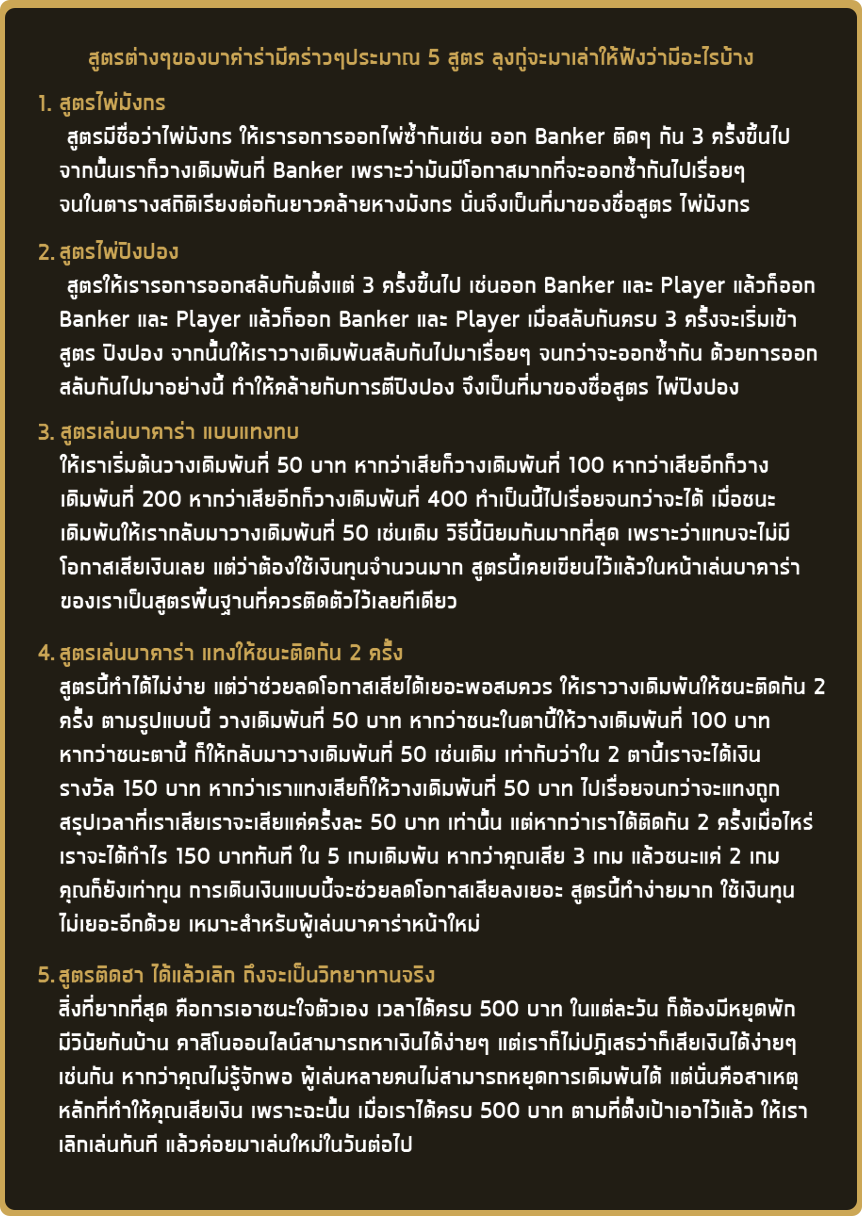 สูตรต่างๆของบาค่าร่ามีคร่าวๆประมาณ 5 สูตร ลุงกู่จะมาเล่าให้ฟังว่ามีอะไรบ้าง
1. สูตรไพ่มังกร
สูตรมีชื่อว่าไพ่มังกร ให้เรารอการออกไพ่ซ้ำกันเช่น ออก Banker ติดๆ กัน 3 ครั้งขึ้นไป
จากนั้นเราก็วางเดิมพันที่ Banker เพราะว่ามันมีโอกาสมากที่จะออกซ้ำกันไปเรื่อยๆ
จนในตารางสถิติเรียงต่อกันยาวคล้ายหางมังกร นั่นจึงเป็นที่มาของชื่อสูตร ไพ่มังกร
2. สูตรไพ่ปิงปอง
สูตรให้เรารอการออกสลับกันตั้งแต่ 3 ครั้งขึ้นไป เช่นออก Banker และ Player แล้วก็ออก
Banker และ Player แล้วก็ออก Banker และ Player เมื่อสลับกันครบ 3 ครั้งจะเริ่มเข้า
สูตร ปิงปอง จากนั้นให้เราวางเดิมพันสลับกันไปมาเรื่อยๆ จนกว่าจะออกซ้ำกัน ด้วยการออก
สลับกันไปมาอย่างนี้ ทำให้คล้ายกับการตีปิงปอง จึงเป็นที่มาของชื่อสูตร ไพ่ปิงปอง
3. สูตรเล่นบาคาร่า แบบแทงทบ
ให้เราเริ่มต้นวางเดิมพันที่ 50 บาท หากว่าเสียก็วางเดิมพันที่ 100 หากว่าเสียอีกก็วาง
เดิมพันที่ 200 หากว่าเสียอีกก็วางเดิมพันที่ 400 ทำเป็นนี้ไปเรื่อยจนกว่าจะได้ เมื่อชนะ
เดิมพันให้เรากลับมาวางเดิมพันที่ 50 เช่นเดิม วิธีนี้นิยมกันมากที่สุด เพราะว่าแทบจะไม่มี
โอกาสเสียเงินเลย แต่ว่าต้องใช้เงินทุนจำนวนมาก สูตรนี้เคยเขียนไว้แล้วในหน้าเล่นบาคาร่า
ของเราเป็นสูตรพื้นฐานที่ควรติดตัวไว้เลยทีเดียว
4. สูตรเล่นบาคาร่า แทงให้ชนะติดกัน 2 ครั้ง
สูตรนี้ทำได้ไม่ง่าย แต่ว่าช่วยลดโอกาสเสียได้เยอะพอสมควร ให้เราวางเดิมพันให้ชนะติดกัน 2
ครั้ง ตามรูปแบบนี้ วางเดิมพันที่ 50 บาท หากว่าชนะในตานี้ให้วางเดิมพันที่ 100 บาท
หากว่าชนะตานี้ ก็ให้กลับมาวางเดิมพันที่ 50 เช่นเดิม เท่ากับว่าใน 2 ตานี้เราจะได้เงิน
รางวัล 150 บาท หากว่าเราแทงเสียก็ให้วางเดิมพันที่ 50 บาท ไปเรื่อยจนกว่าจะแทงถูก
สรุปเวลาที่เราเสียเราจะเสียแค่ครั้งละ 50 บาท เท่านั้น แต่หากว่าเราได้ติดกัน 2 ครั้งเมื่อไหร่
เราจะได้กำไร 150 บาททันที ใน 5 เกมเดิมพัน หากว่าคุณเสีย 3 เกม แล้วชนะแค่ 2 เกม
คุณก็ยังเท่าทุน การเดินเงินแบบนี้จะช่วยลดโอกาสเสียลงเยอะ สูตรนี้ทำง่ายมาก ใช้เงินทุน
ไม่เยอะอีกด้วย เหมาะสำหรับผู้เล่นบาคาร่าหน้าใหม่
5. สูตรติดฮา ได้แล้วเลิก ถึงจะเป็นวิทยาทานจริง
สิ่งที่ยากที่สุด คือการเอาชนะใจตัวเอง เวลาได้ครบ 500 บาท ในแต่ละวัน ก็ต้องมีหยุดพัก
มีวินัยกันบ้าน คาสิโนออนไลน์สามารถหาเงินได้ง่ายๆ แต่เราก็ไม่ปฏิเสธว่าก็เสียเงินได้ง่ายๆ
เช่นกัน หากว่าคุณไม่รู้จักพอ ผู้เล่นหลายคนไม่สามารถหยุดการเดิมพันได้ แต่นั่นคือสาเหตุ
หลักที่ทำให้คุณเสียเงิน เพราะฉะนั้น เมื่อเราได้ครบ 500 บาท ตามที่ตั้งเป้าเอาไว้แล้ว ให้เรา
เลิกเล่นทันที แล้วค่อยมาเล่นใหม่ในวันต่อไป